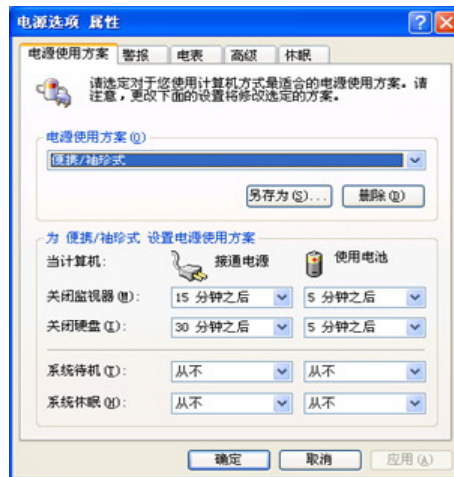 电源选项 属性
电源使用方案 警报 电表 高级 休眠
请选定对于您使用计算机方式最适合的电源使用方案。请
注意，更改下面的设置将修改选定的方案。
电源使用方案(O)
便携/袖珍式
另存为(S)... 删除(D)
为 便携/袖珍式 设置电源使用方案
当计算机: 接通电源 使用电池
关闭监视器(M): 15 分钟之后 5 分钟之后
关闭硬盘(I): 30 分钟之后 5 分钟之后
系统待机(T): 从不 从不
系统休眠(H): 从不 从不
确定 取消 应用(A)